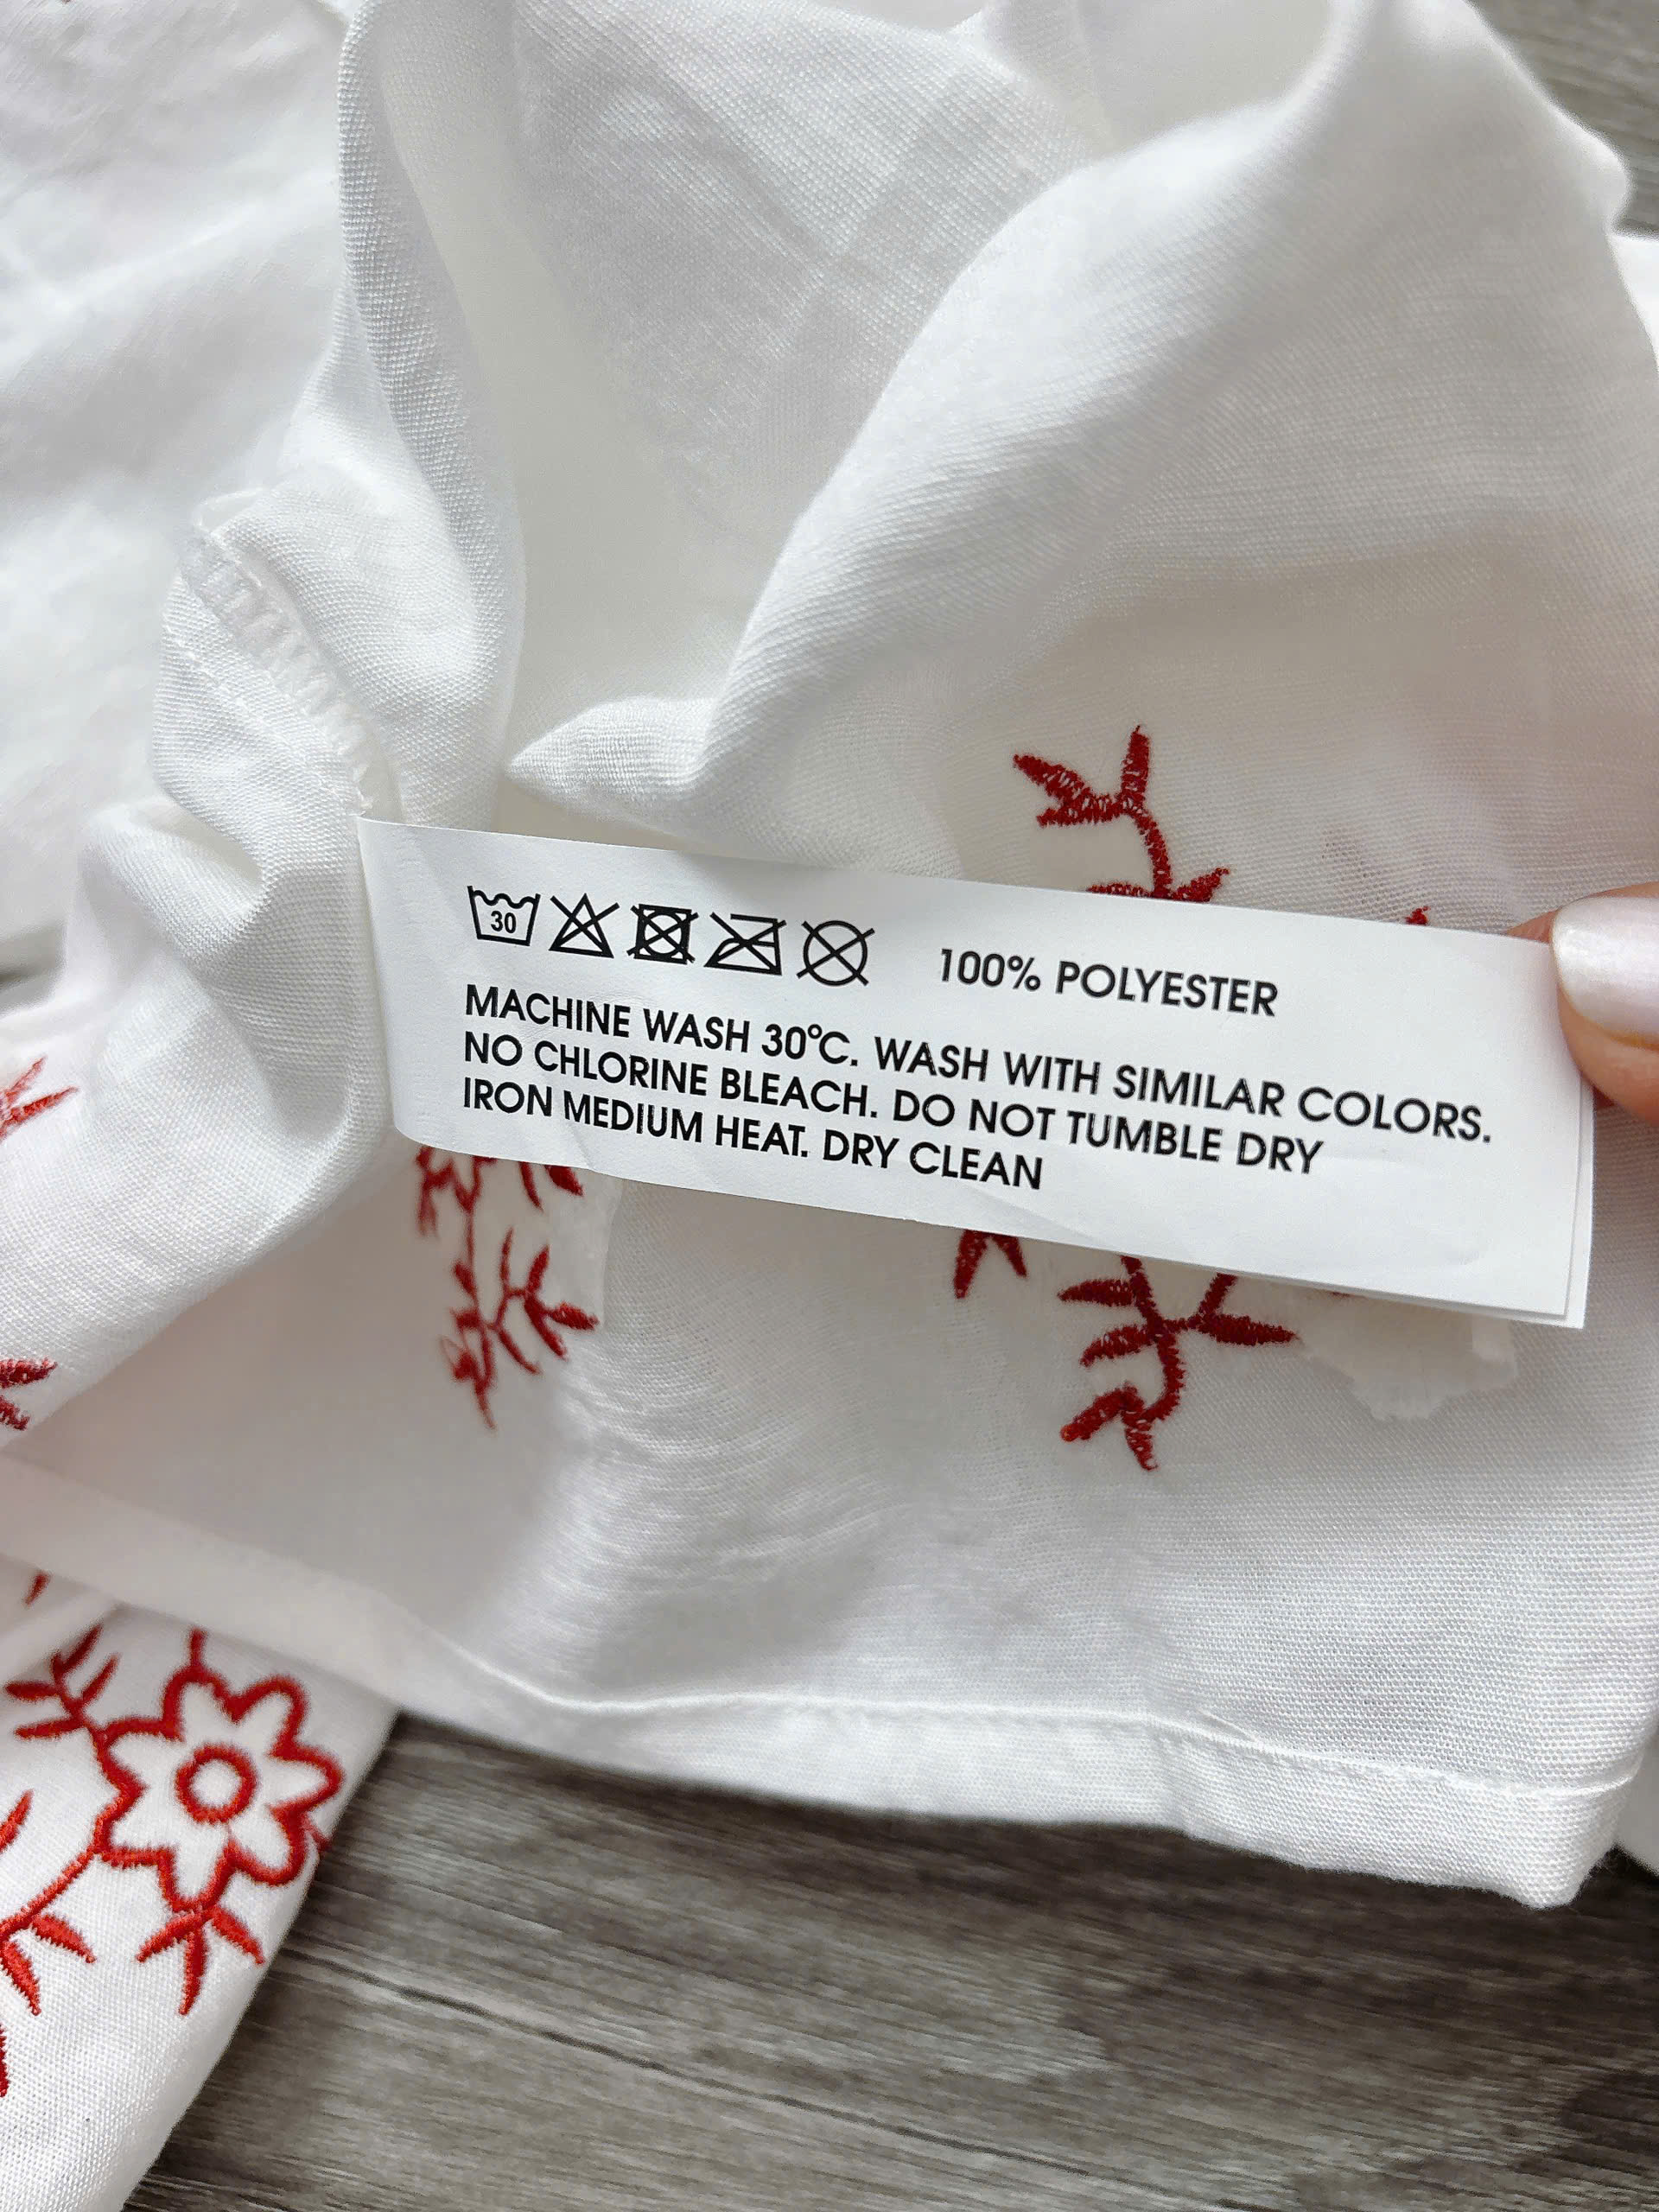 30
100% POLYESTER
MACHINE WASH 30°C. WASH WITH SIMILAR COLORS.
NO CHLORINE BLEACH. DO NOT TUMBLE DRY
IRON MEDIUM HEAT. DRY CLEAN